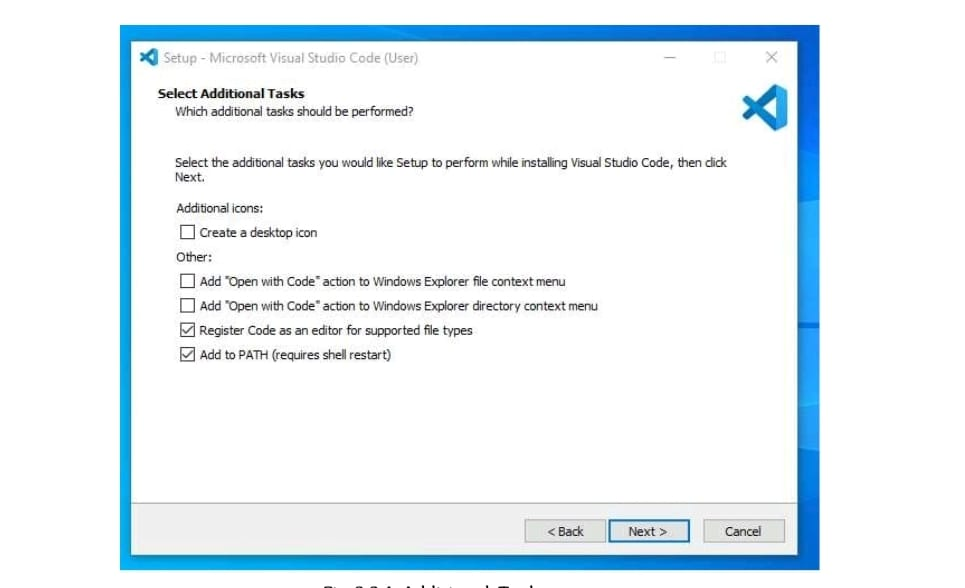 Setup - Microsoft Visual Studio Code (User)
Select Additional Tasks
Which additional tasks should be performed?
Select the additional tasks you would like Setup to perform while installing Visual Studio Code, then click
Next.
Additional icons:
Create a desktop icon
Other:
Add "Open with Code" action to Windows Explorer file context menu
Add "Open with Code" action to Windows Explorer directory context menu
Register Code as an editor for supported file types
Add to PATH (requires shell restart)
< Back Next > Cancel